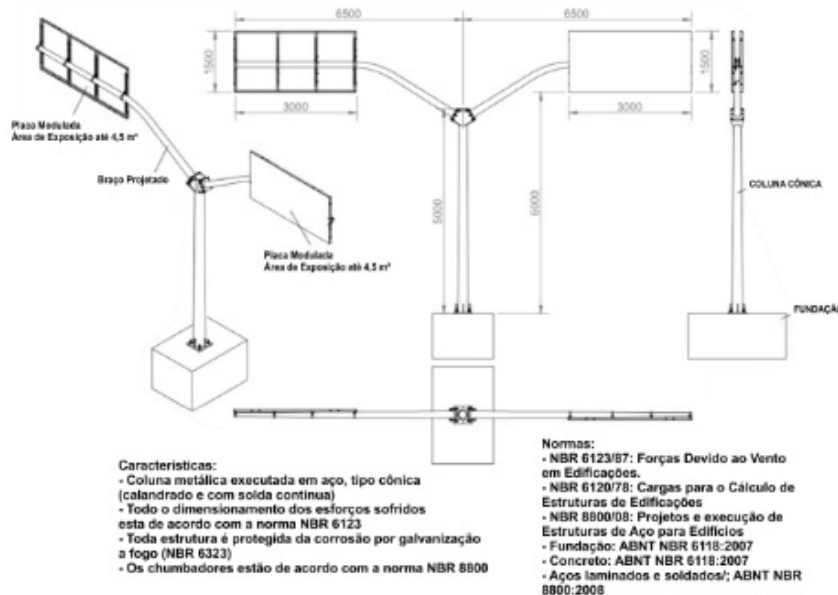 6500
6500
1500
1500
3000
3000
Placa Modulada
Área de Exposição até 4,5 m²
Braço Projetado
5000
6000
COLUNA CÔNICA
Placa Modulada
Área de Exposição até 4,5 m²
FUNDAÇÃ
Características:
- Coluna metálica executada em aço, tipo cônica
(calandrado e com solda continua)
- Todo o dimensionamento dos esforços sofridos
esta de acordo com a norma NBR 6123
- Toda estrutura é protegida da corrosão por galvanização
a fogo (NBR 6323)
- Os chumbadores estão de acordo com a norma NBR 8800
Normas:
- NBR 6123/87: Forças Devido ao Vento
em Edificações.
- NBR 6120/78: Cargas para o Cálculo de
Estruturas de Edificações
- NBR 8800/08: Projetos e execução de
Estruturas de Aço para Edifícios
- Fundação: ABNT NBR 6118:2007
- Concreto: ABNT NBR 6118:2007
- Aços laminados e soldados/; ABNT NBR
8800:2008